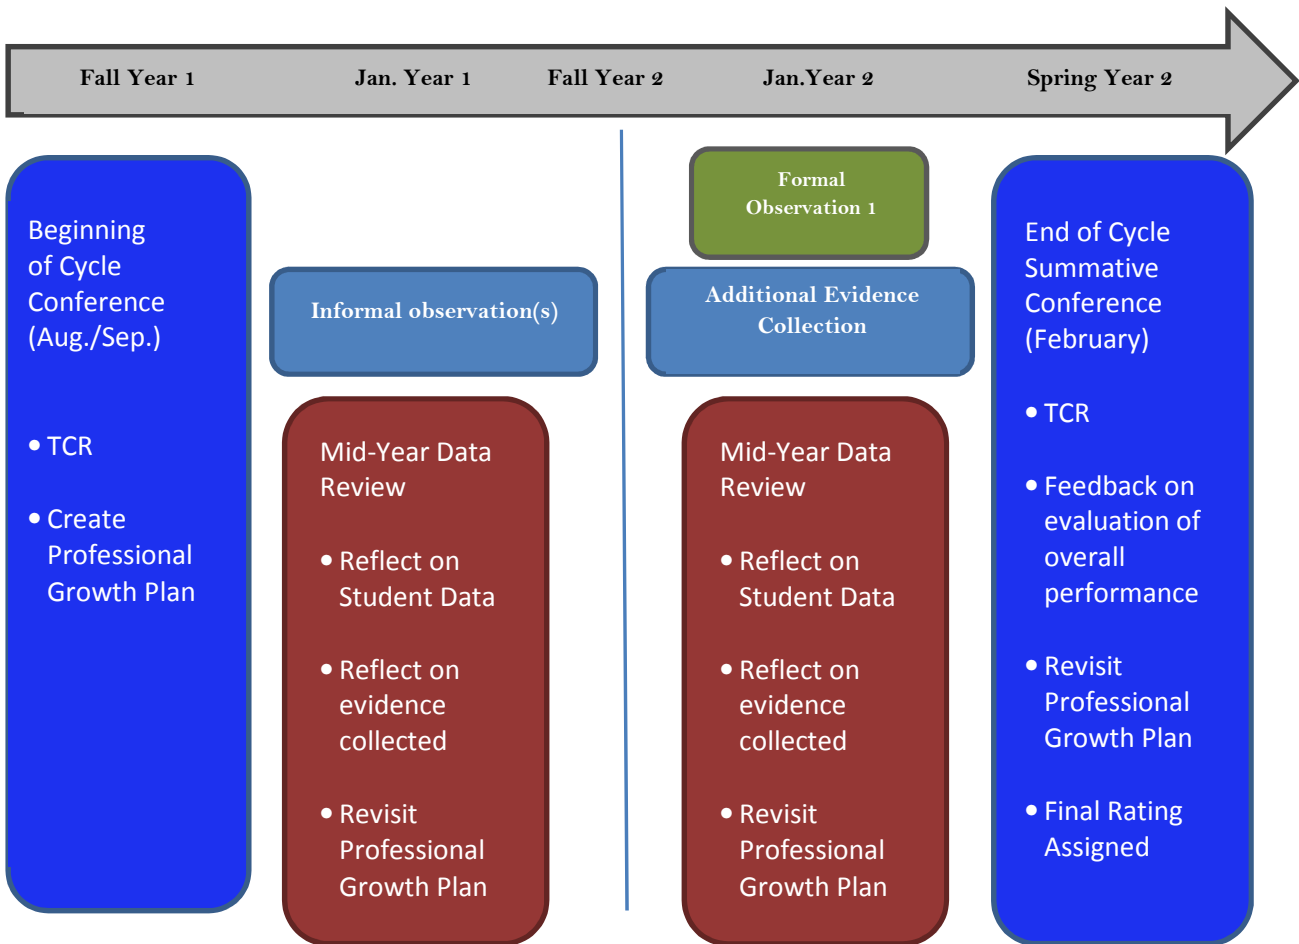 Fall Year 1
Jan. Year 1
Fall Year 2
Jan.Year 2
Spring Year 2
Beginning
of Cycle
Conference
(Aug./Sep.)
• TCR
• Create
Professional
Growth Plan
Informal observation(s)
Mid-Year Data
Review
• Reflect on
Student Data
• Reflect on
evidence
collected
• Revisit
Professional
Growth Plan
Formal
Observation 1
Additional Evidence
Collection
Mid-Year Data
Review
• Reflect on
Student Data
• Reflect on
evidence
collected
• Revisit
Professional
Growth Plan
End of Cycle
Summative
Conference
(February)
• TCR
• Feedback on
evaluation of
overall
performance
• Revisit
Professional
Growth Plan
• Final Rating
Assigned